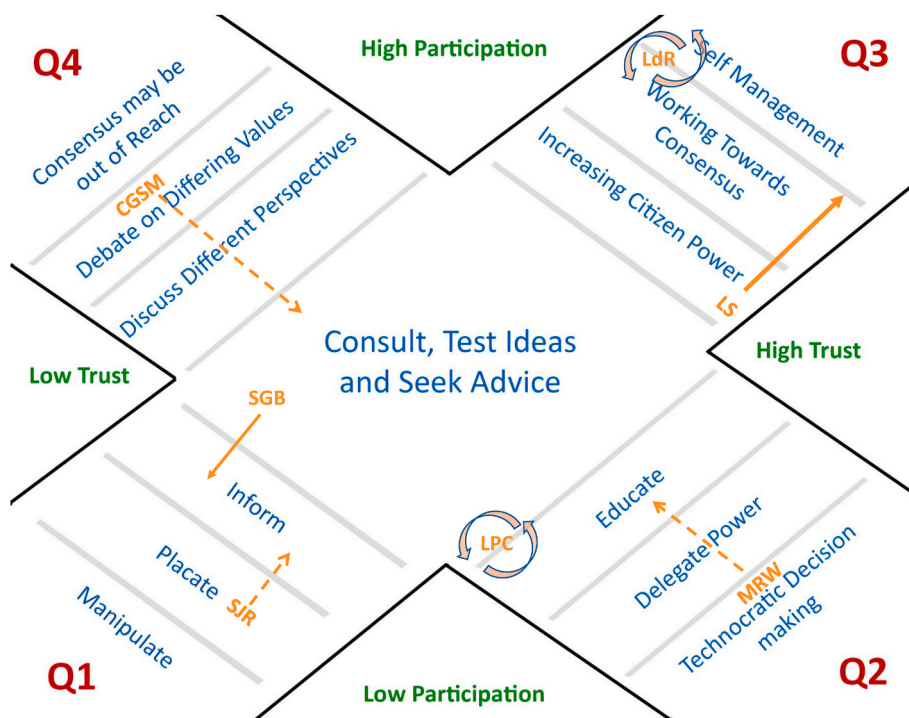 Q4
High Participation
Q3
Consensus may be
out of Reach
Debate on Differing Values
Discuss Different Perspectives
CGSM
LdR
Self Management
Working Towards
Consensus
Increasing Citizen Power
LS
Low Trust
Consult, Test Ideas
and Seek Advice
High Trust
SGB
Inform
Placate
SJR
Manipulate
LPC
Educate
Delegate Power
MRW
Technocratic Decision
making
Q1
Low Participation
Q2